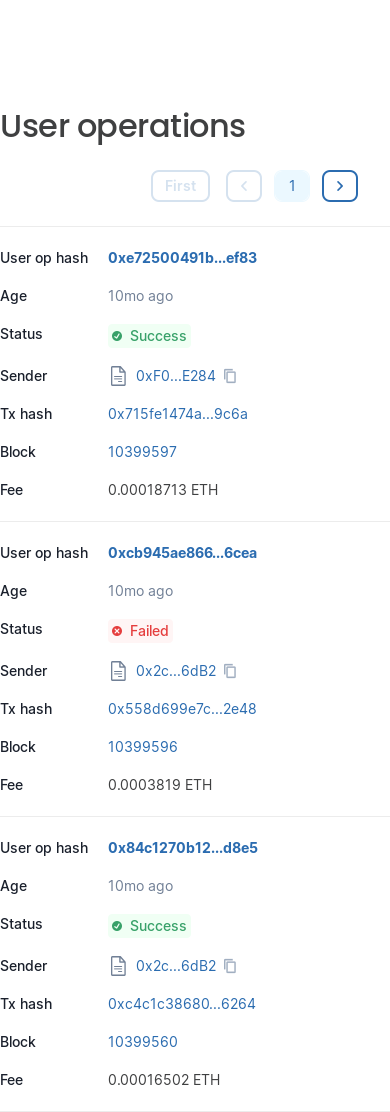 User operations
First 1
User op hash 0xe72500491b...ef83
Age 10mo ago
Status Success
Sender 0xF0...E284
Tx hash 0x715fe1474a...9c6a
Block 10399597
Fee 0.00018713 ETH
User op hash 0xcb945ae866...6cea
Age 10mo ago
Status Failed
Sender 0x2c...6dB2
Tx hash 0x558d699e7c...2e48
Block 10399596
Fee 0.0003819 ETH
User op hash 0x84c1270b12...d8e5
Age 10mo ago
Status Success
Sender 0x2c...6dB2
Tx hash 0xc4c1c38680...6264
Block 10399560
Fee 0.00016502 ETH